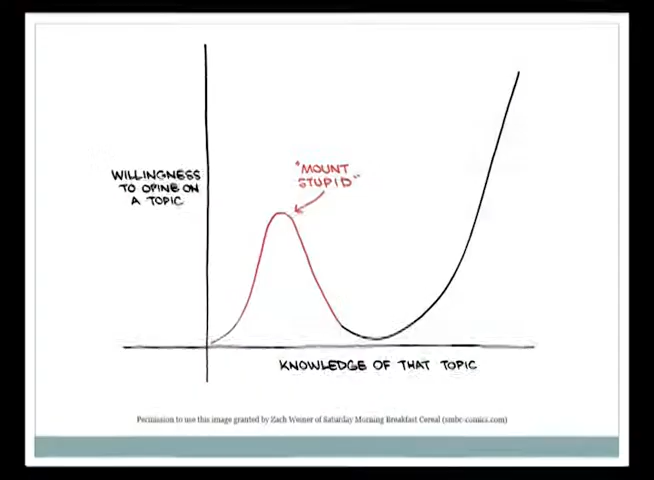 "MOUNT
STUPID"
WILLINGNESS
TO OPINE ON
A TOPIC
KNOWLEDGE OF THAT TOPIC
Permission to use this image granted by Zach Weiner of Saturday Morning Breakfast Cereal (smbc-comics.com)